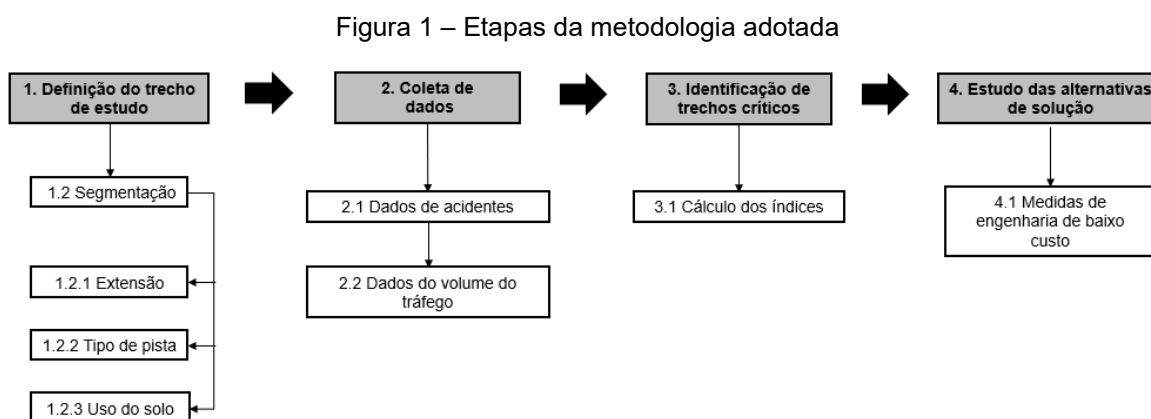 Figura 1 – Etapas da metodologia adotada
1. Definição do trecho
de estudo
2. Coleta de
dados
3. Identificação de
trechos críticos
4. Estudo das alternativas
de solução
1.2 Segmentação
1.2.1 Extensão
1.2.2 Tipo de pista
1.2.3 Uso do solo
2.1 Dados de acidentes
2.2 Dados do volume do
tráfego
3.1 Cálculo dos índices
4.1 Medidas de
engenharia de baixo
custo